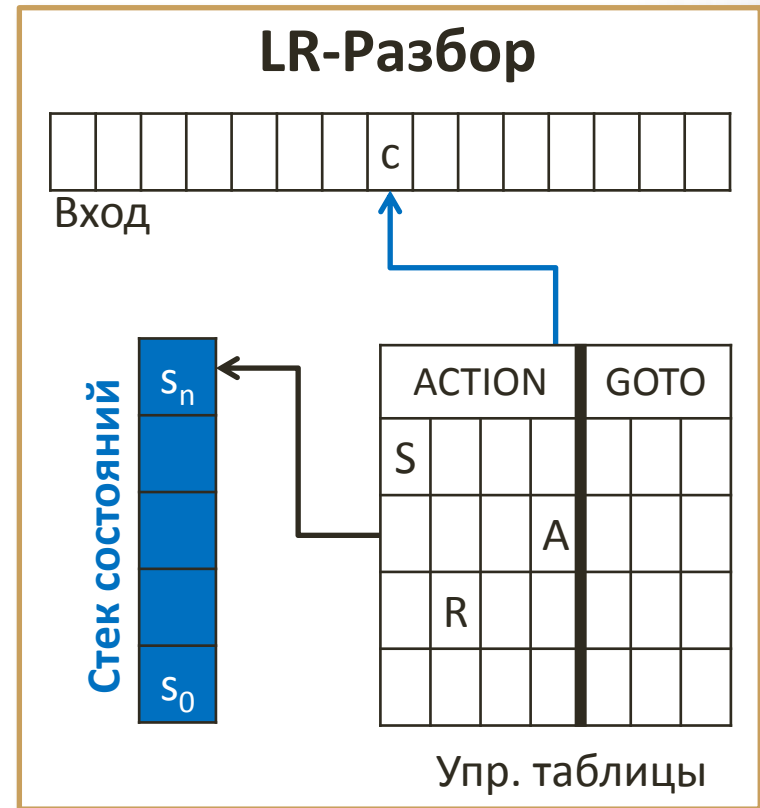 LR-Разбор
с
Вход
Стек состояний
sn
s0
ACTION GOTO
S
A
R
Упр. таблицы